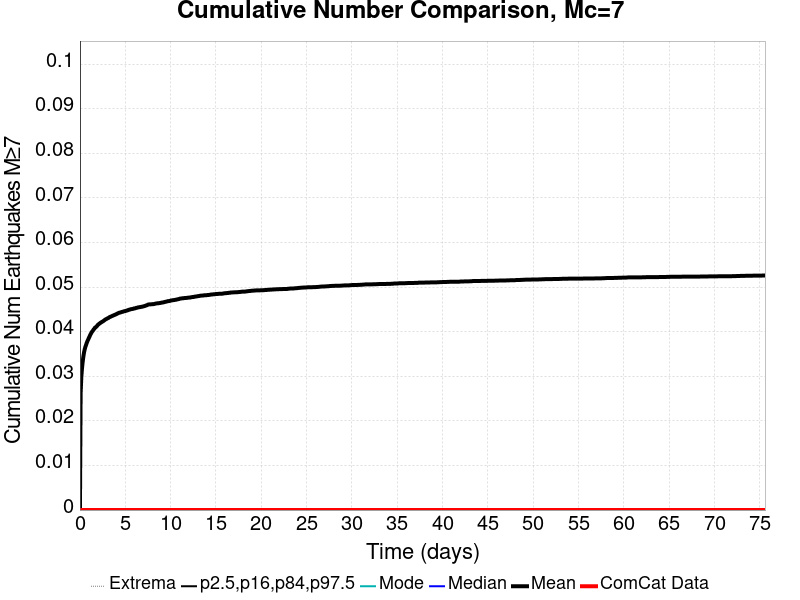 Cumulative Number Comparison, Mc=7
Cumulative Num Earthquakes M≥7
0.1
0.09
0.08
0.07
0.06
0.05
0.04
0.03
0.02
0.01
0
0 5 10 15 20 25 30 35 40 45 50 55 60 65 70 75
Time (days)
Extrema p2.5,p16,p84,p97.5 Mode Median Mean ComCat Data